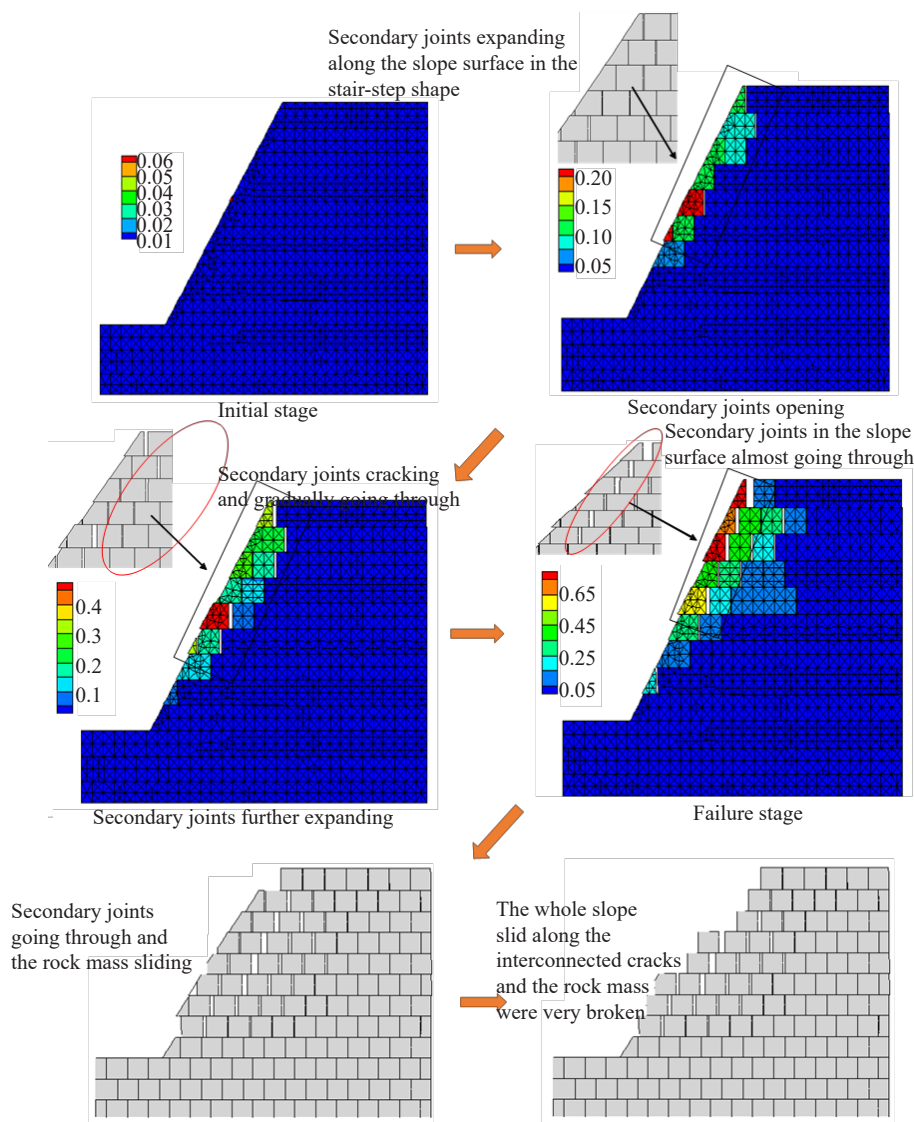 Secondary joints expanding
along the slope surface in the
stair-step shape
0.06
0.05
0.04
0.03
0.02
0.01
0.20
0.15
0.10
0.05
Initial stage
Secondary joints opening
Secondary joints cracking
and gradually going through
Secondary joints in the slope
surface almost going through
0.4
0.3
0.2
0.1
0.65
0.45
0.25
0.05
Secondary joints further expanding
Failure stage
Secondary joints
going through and
the rock mass sliding
The whole slope
slid along the
interconnected cracks
and the rock mass
were very broken